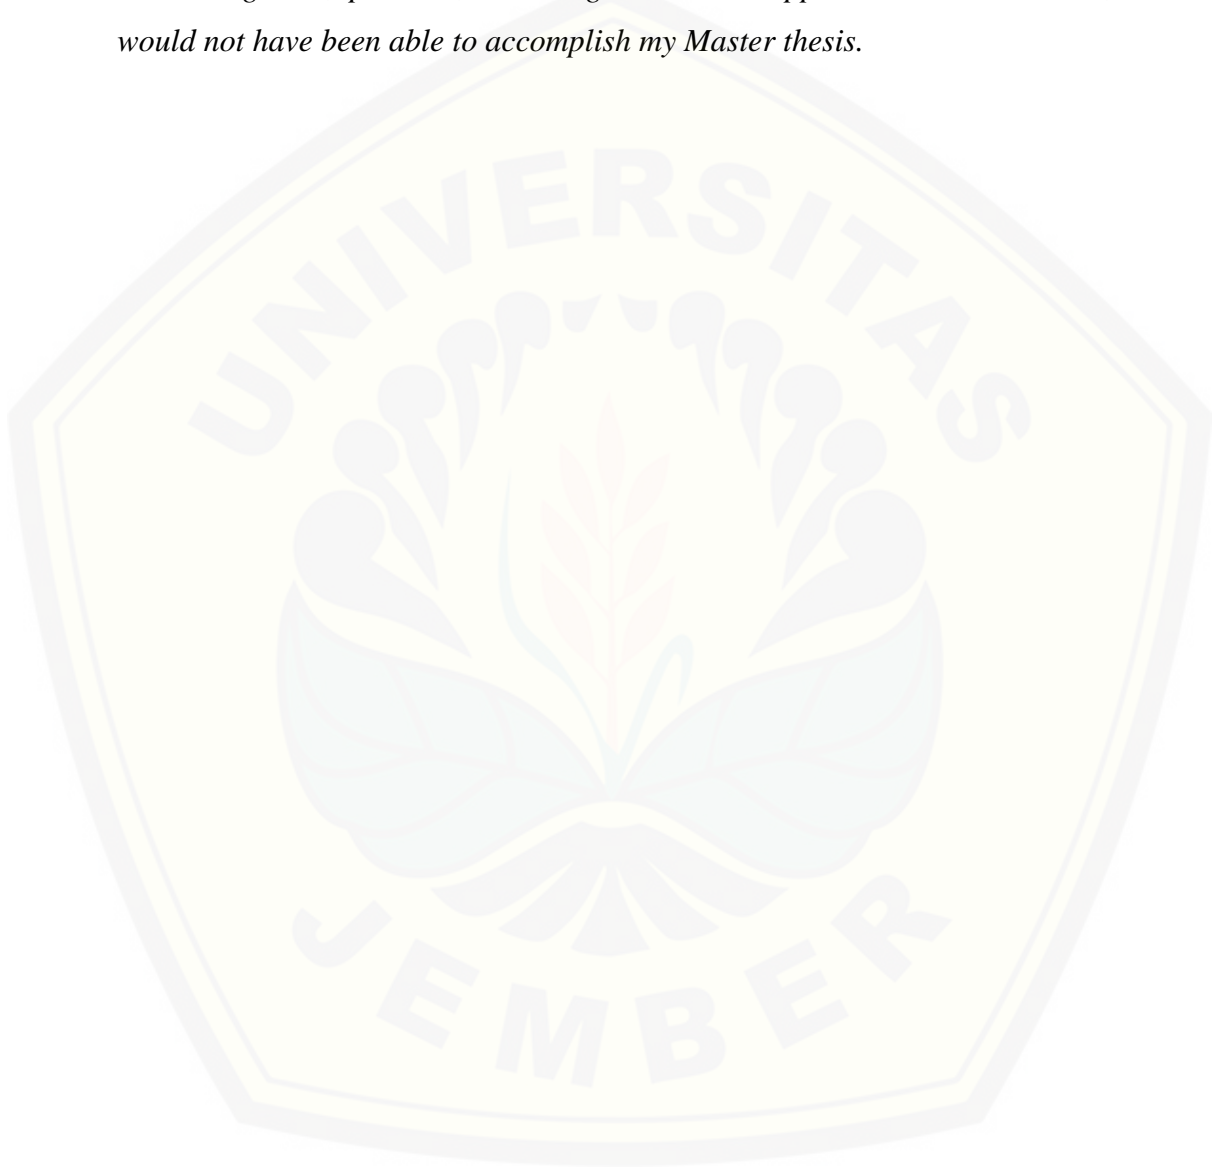 would not have been able to accomplish my Master thesis.
UNIVERSITAS
JEMBER